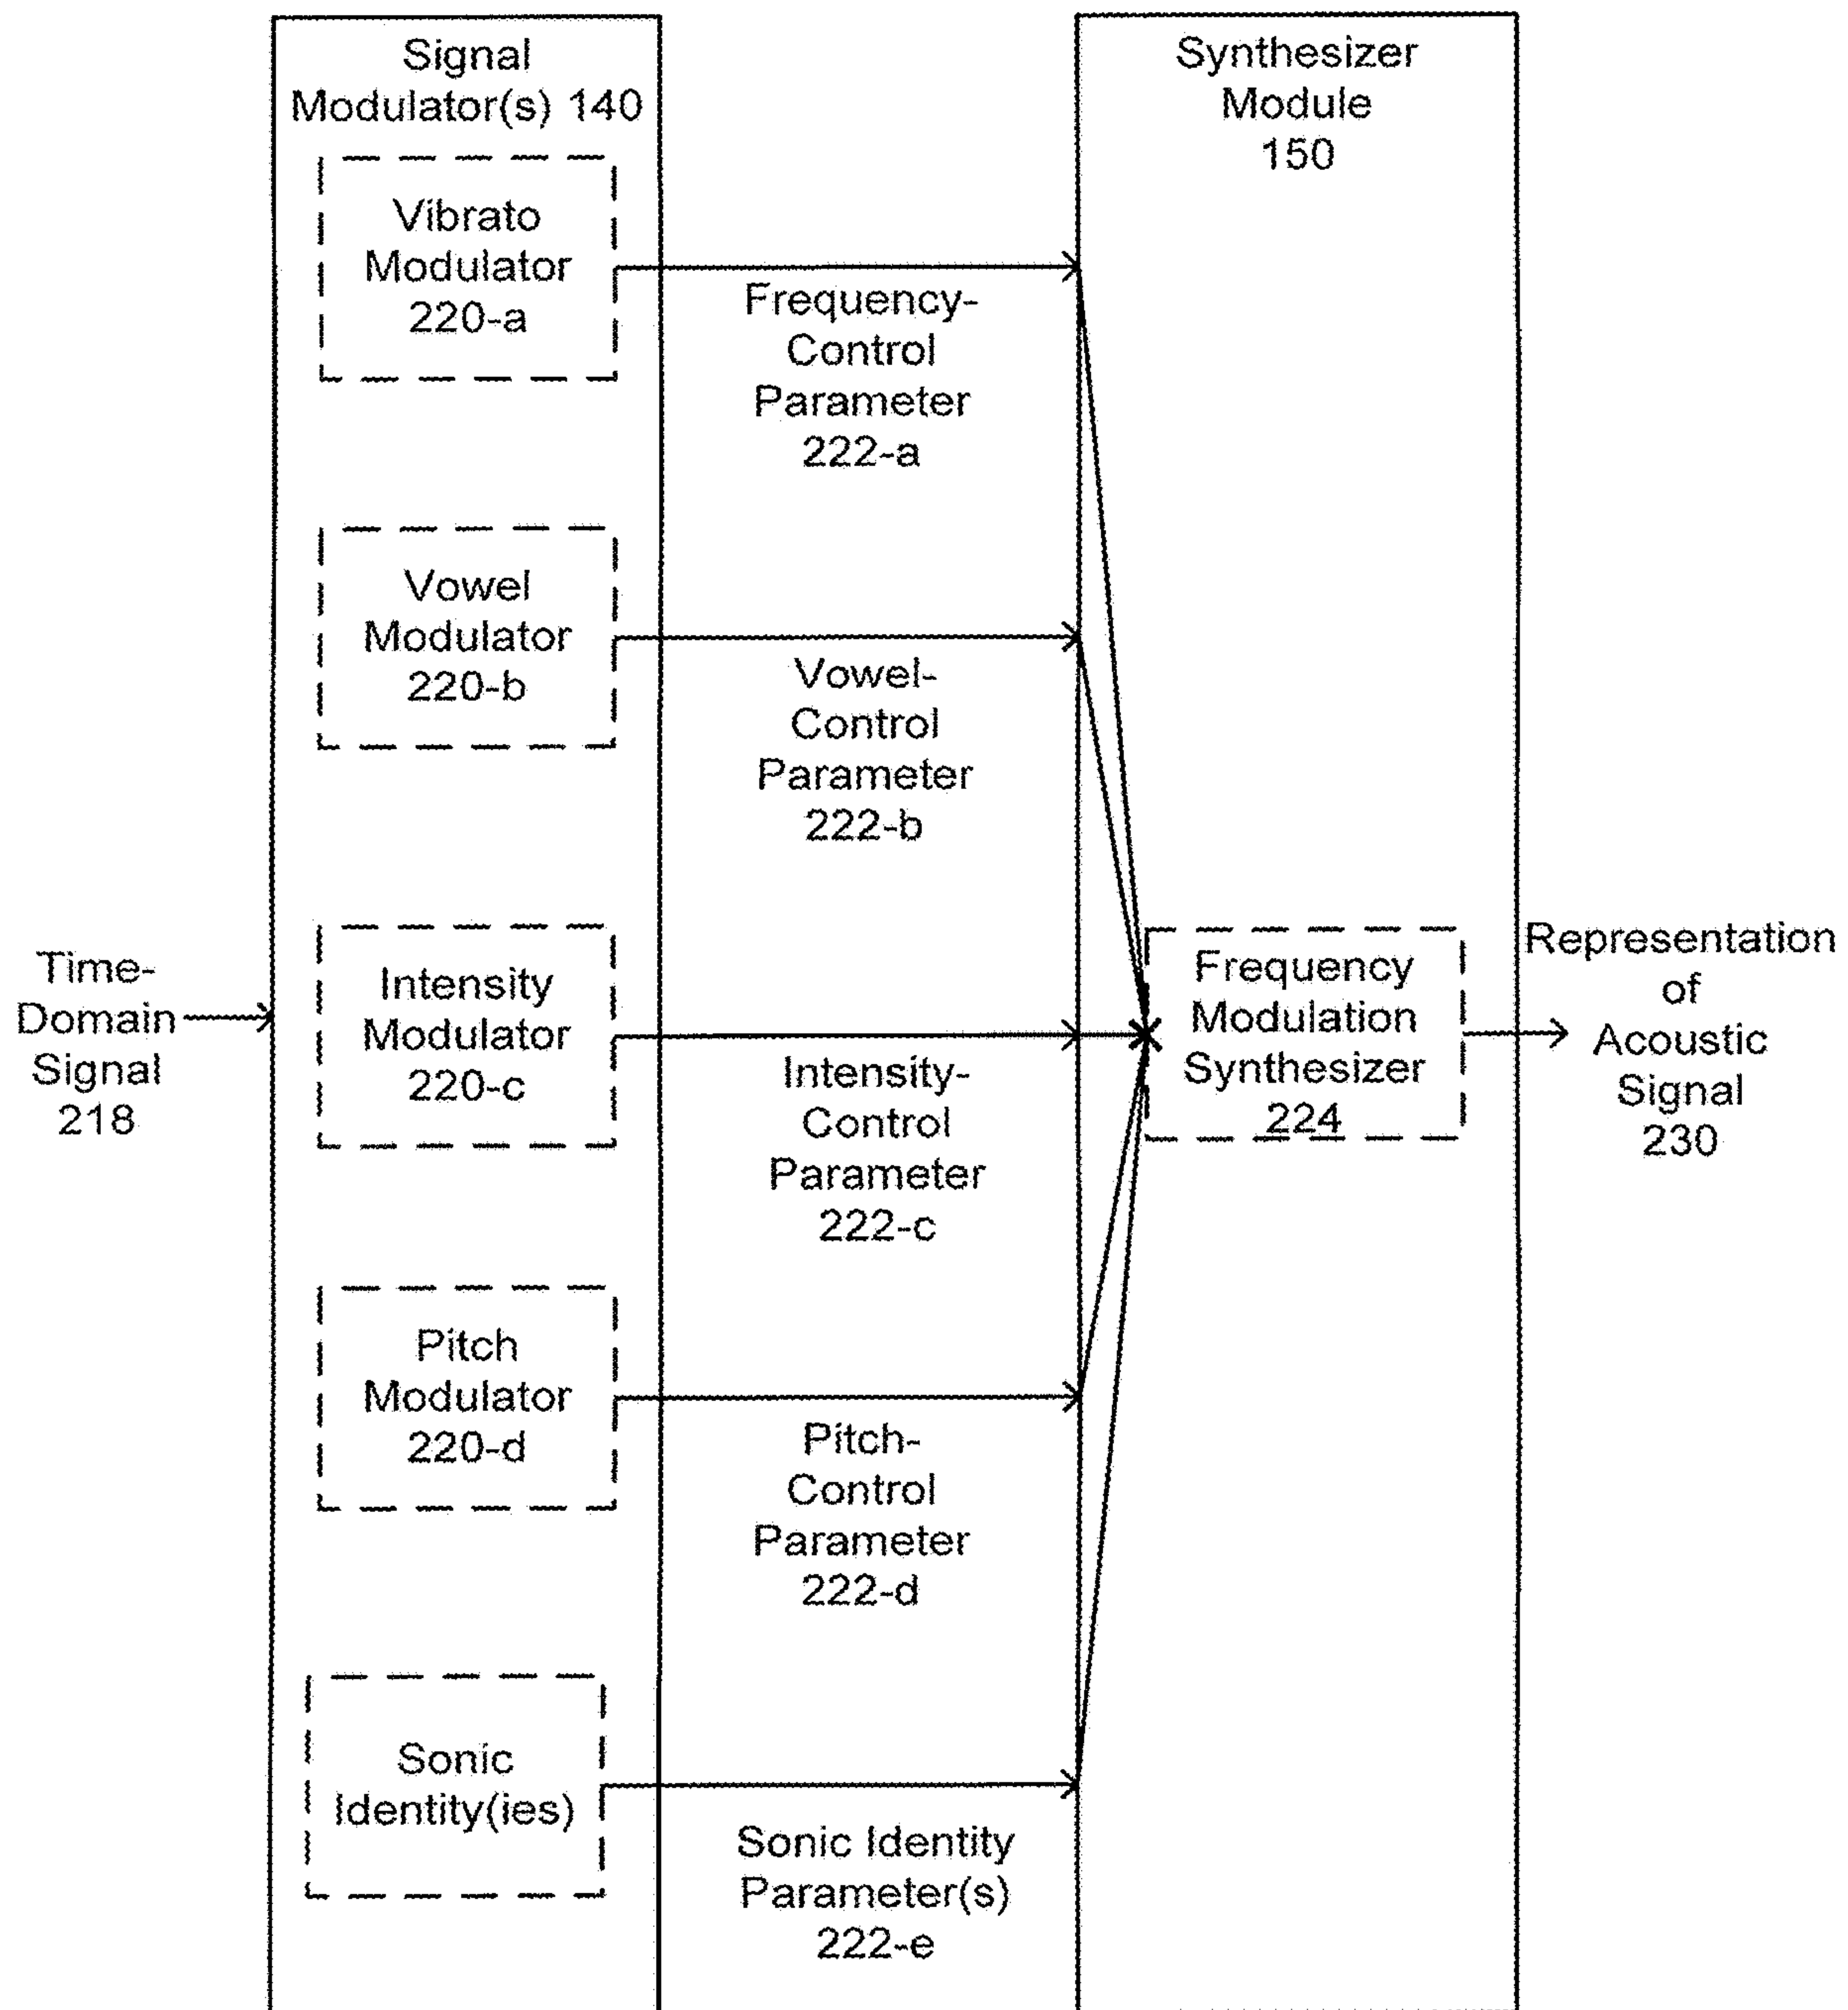 Signal
Modulator(s) 140
Synthesizer
Module
150
Vibrato
Modulator
220-a
Frequency-
Control
Parameter
222-a
Vowel
Modulator
220-b
Vowel-
Control
Parameter
222-b
Time-
Domain
Signal
218
Intensity
Modulator
220-c
Intensity-
Control
Parameter
222-c
Frequency
Modulation
Synthesizer
224
Representation
of
Acoustic
Signal
230
Pitch
Modulator
220-d
Pitch-
Control
Parameter
222-d
Sonic
Identity(ies)
Sonic Identity
Parameter(s)
222-e